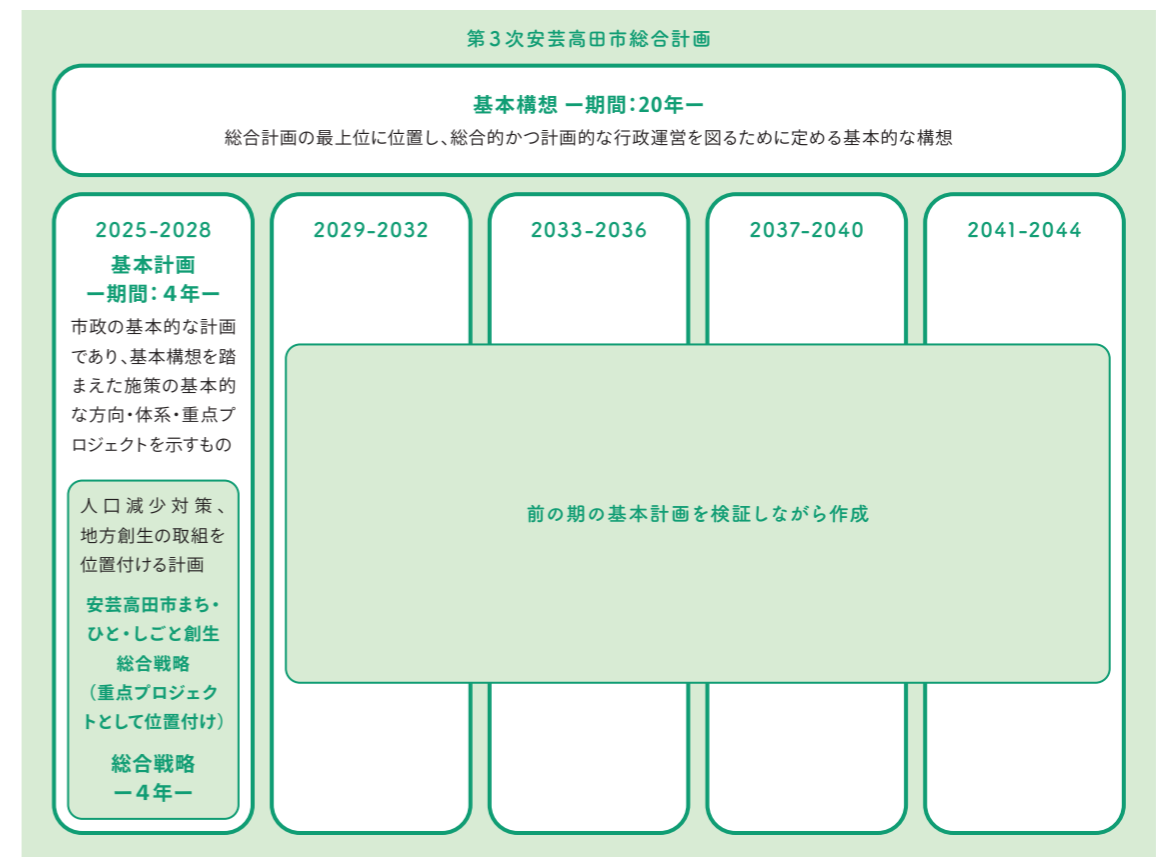 第3次安芸高田市総合計画
基本構想 ー期間：20年ー
総合計画の最上位に位置し、総合的かつ計画的な行政運営を図るために定める基本的な構想
2025-2028
基本計画
ー期間：4年ー
市政の基本的な計画
であり、基本構想を踏
まえた施策の基本的
な方向・体系・重点プ
ロジェクトを示すもの
人口減少対策、
地方創生の取組を
位置付ける計画
安芸高田市まち・
ひと・しごと創生
総合戦略
（重点プロジェク
トとして位置付け）
総合戦略
ー4年ー
2029-2032
2033-2036
2037-2040
2041-2044
前の期の基本計画を検証しながら作成